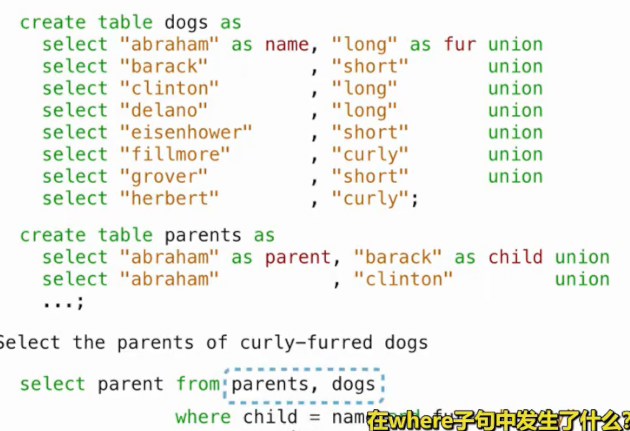 create table dogs as
select "abraham" as name, "long" as fur union
select "barack" , "short" union
select "clinton" , "long" union
select "delano" , "long" union
select "eisenhower" , "short" union
select "fillmore" , "curly" union
select "grover" , "short" union
select "herbert" , "curly";
create table parents as
select "abraham" as parent, "barack" as child union
select "abraham" , "clinton" union
...;
Select the parents of curly-furred dogs
select parent from parents, dogs
where child = name
在where子句中发生了什么?